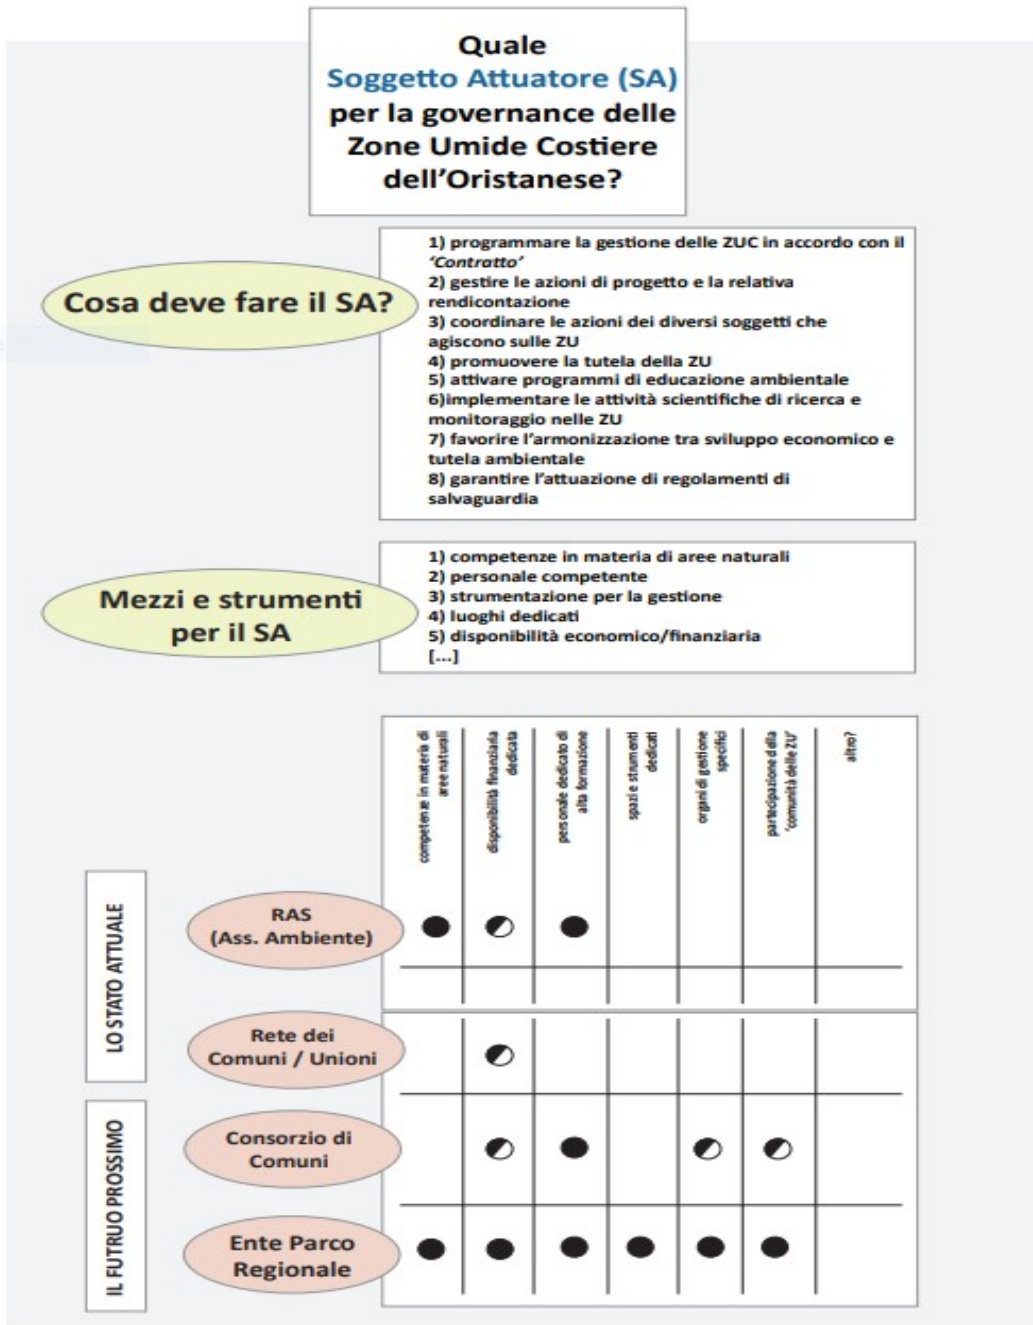 Quale
Soggetto Attuatore (SA)
per la governance delle
Zone Umide Costiere
dell'Oristanese?
Cosa deve fare il SA?
1) programmare la gestione delle ZUC in accordo con il
'Contratto'
2) gestire le azioni di progetto e la relativa
rendicontazione
3) coordinare le azioni dei diversi soggetti che
agiscono sulle ZU
4) promuovere la tutela della ZU
5) attivare programmi di educazione ambientale
6)implementare le attività scientifiche di ricerca e
monitoraggio nelle ZU
7) favorire l'armonizzazione tra sviluppo economico e
tutela ambientale
8) garantire l'attuazione di regolamenti di
salvaguardia
Mezzi e strumenti
per il SA
1) competenze in materia di aree naturali
2) personale competente
3) strumentazione per la gestione
4) luoghi dedicati
5) disponibilità economico/finanziaria
[...]
competenze in materia di
aree naturali
disponibilità finanziaria
dedicata
personale dedicato di
alta formazione
spazi e strumenti
dedicati
organi di gestione
specifici
partecipazione della
'comunità delle ZU'
altro?
LO STATO ATTUALE
RAS
(Ass. Ambiente)
Rete dei
Comuni / Unioni
IL FUTRUO PROSSIMO
Consorzio di
Comuni
Ente Parco
Regionale